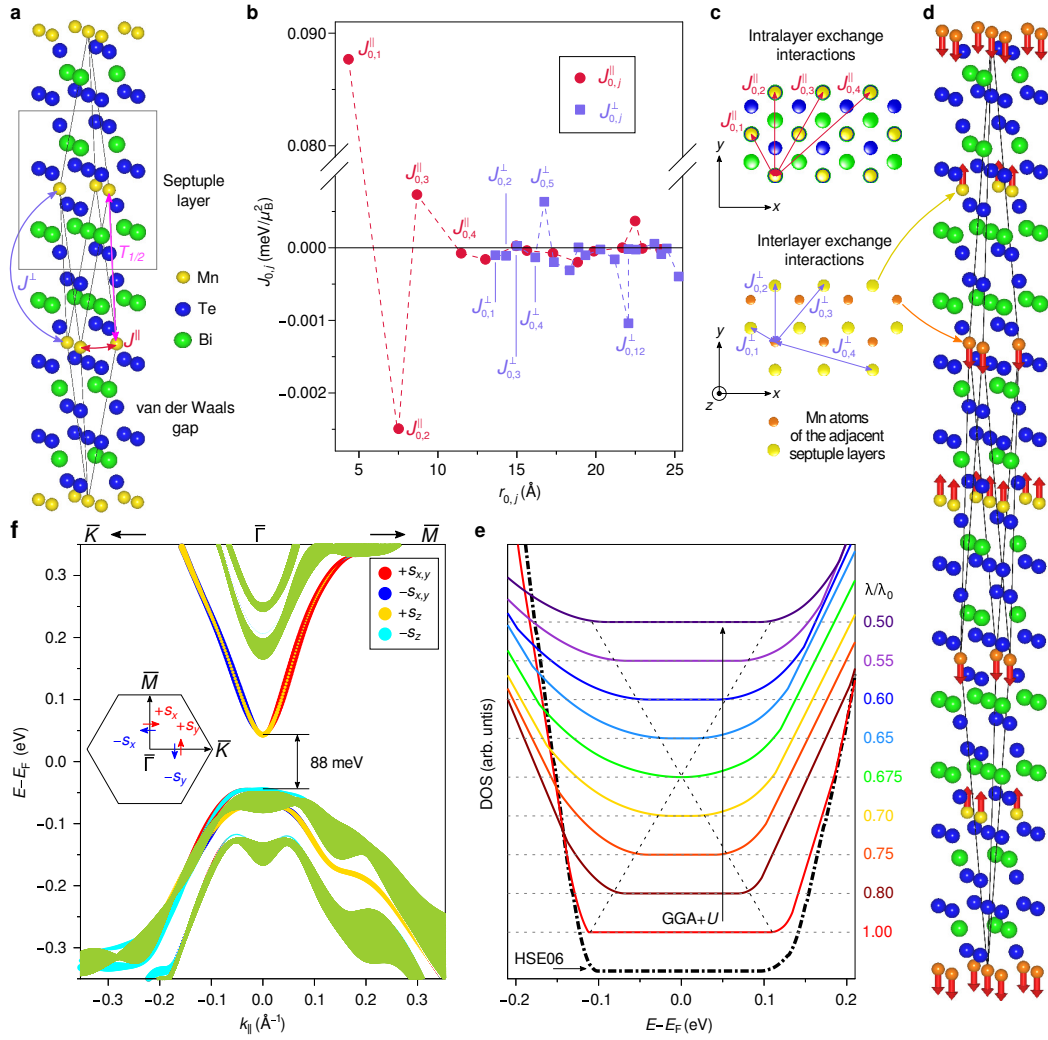 a
Septuple
layer
T1/2
J⊥
J||
Mn
Te
Bi
van der Waals
gap
b
J0,j (meV/μ²B)
0.090
0.080
0.000
−0.001
−0.002
J||0,1
J||0,2
J||0,3
J||0,4
J||0,j
J⊥0,j
J⊥0,1
J⊥0,2
J⊥0,3
J⊥0,4
J⊥0,5
J⊥0,12
5 10 15 20 25
r0,j (Å)
c
Intralayer exchange
interactions
J||0,2 J||0,3 J||0,4
J||0,1
y
x
Interlayer exchange
interactions
J⊥0,2
J⊥0,3
J⊥0,1 J⊥0,4
y
z x
Mn atoms
of the adjacent
septuple layers
d
f
K̅ Γ̅ M̅
E−EF (eV)
0.3
0.2
0.1
0.0
−0.1
−0.2
−0.3
+sx,y
−sx,y
+sz
−sz
M̅
+sx
+sy
−sx
K̅
Γ̅
−sy
88 meV
−0.3 −0.2 −0.1 0.0 0.1 0.2 0.3
k|| (Å−1)
e
DOS (arb. untis)
λ/λ0
0.50
0.55
0.60
0.65
0.675
0.70
0.75
0.80
1.00
GGA+U
HSE06
−0.2 −0.1 0.0 0.1 0.2
E−EF (eV)